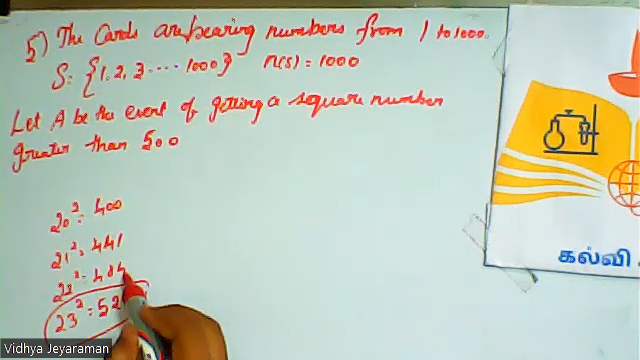 5) The Cards are bearing numbers from 1 to 1000.
S = {1, 2, 3 .... 1000} n(s) = 1000
Let A be the event of getting a square number
greater than 500
20² = 400
21² = 441
22² = 484
23² = 52
கல்வி
Vidhya Jeyaraman